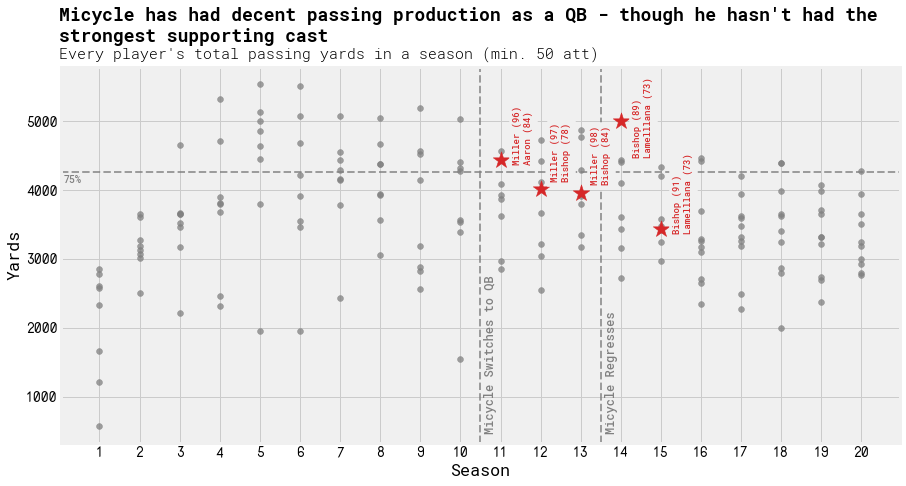 Micycle has had decent passing production as a QB - though he hasn't had the
strongest supporting cast
Every player's total passing yards in a season (min. 50 att)
Yards
5000
4000
3000
2000
1000
75%
Micycle Switches to QB
Micycle Regresses
Miller (96)
Aaron (84)
Miller (97)
Bishop (78)
Miller (98)
Bishop (84)
Bishop (89)
Lamelllana (73)
Bishop (91)
Lamelllana (73)
1 2 3 4 5 6 7 8 9 10 11 12 13 14 15 16 17 18 19 20
Season